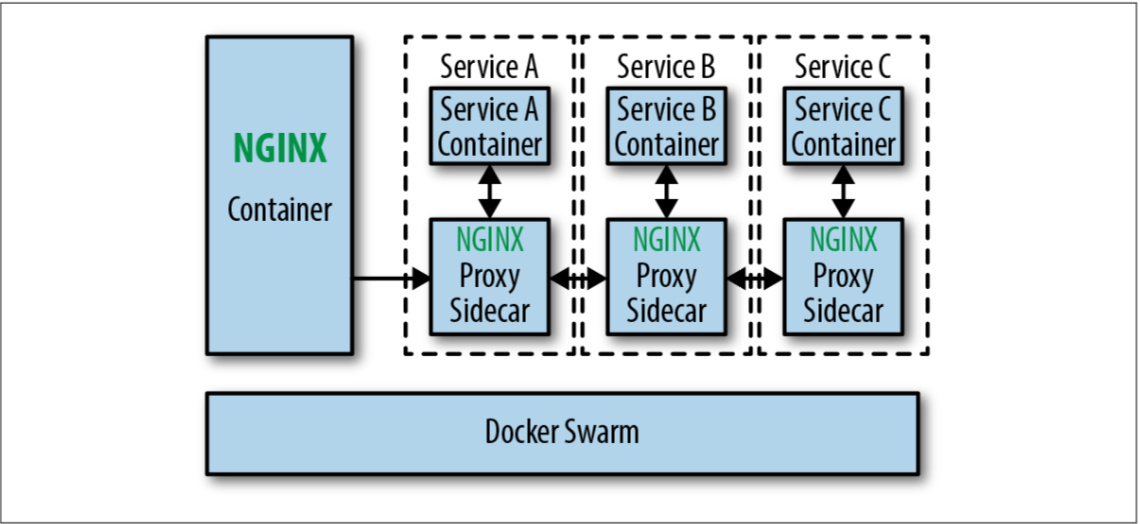 NGINX
Container
Service A
Service A
Container
NGINX
Proxy
Sidecar
Service B
Service B
Container
NGINX
Proxy
Sidecar
Service C
Service C
Container
NGINX
Proxy
Sidecar
Docker Swarm